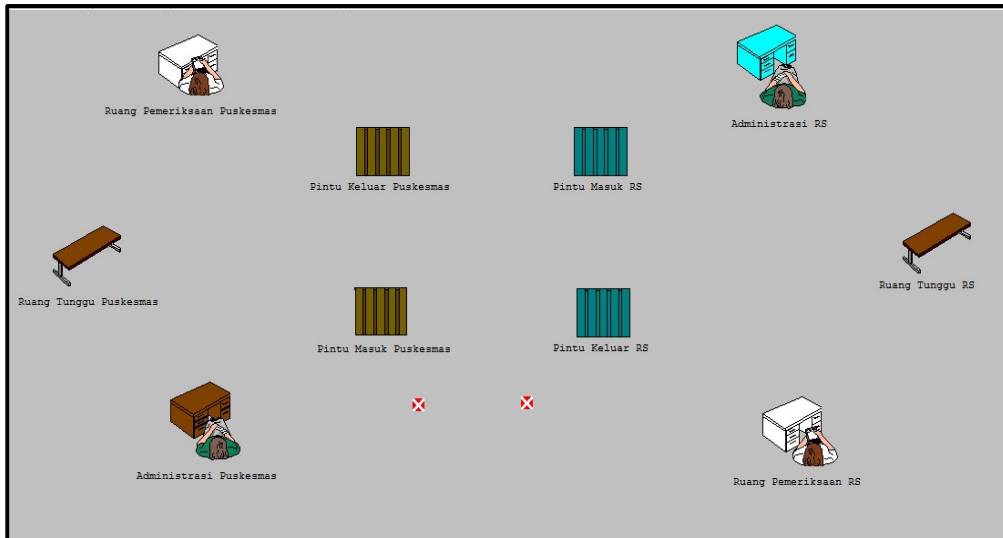 Ruang Pemeriksaan Puskesmas
Administrasi RS
Pintu Keluar Puskesmas
Pintu Masuk RS
Ruang Tunggu Puskesmas
Ruang Tunggu RS
Pintu Masuk Puskesmas
Pintu Keluar RS
Administrasi Puskesmas
Ruang Pemeriksaan RS